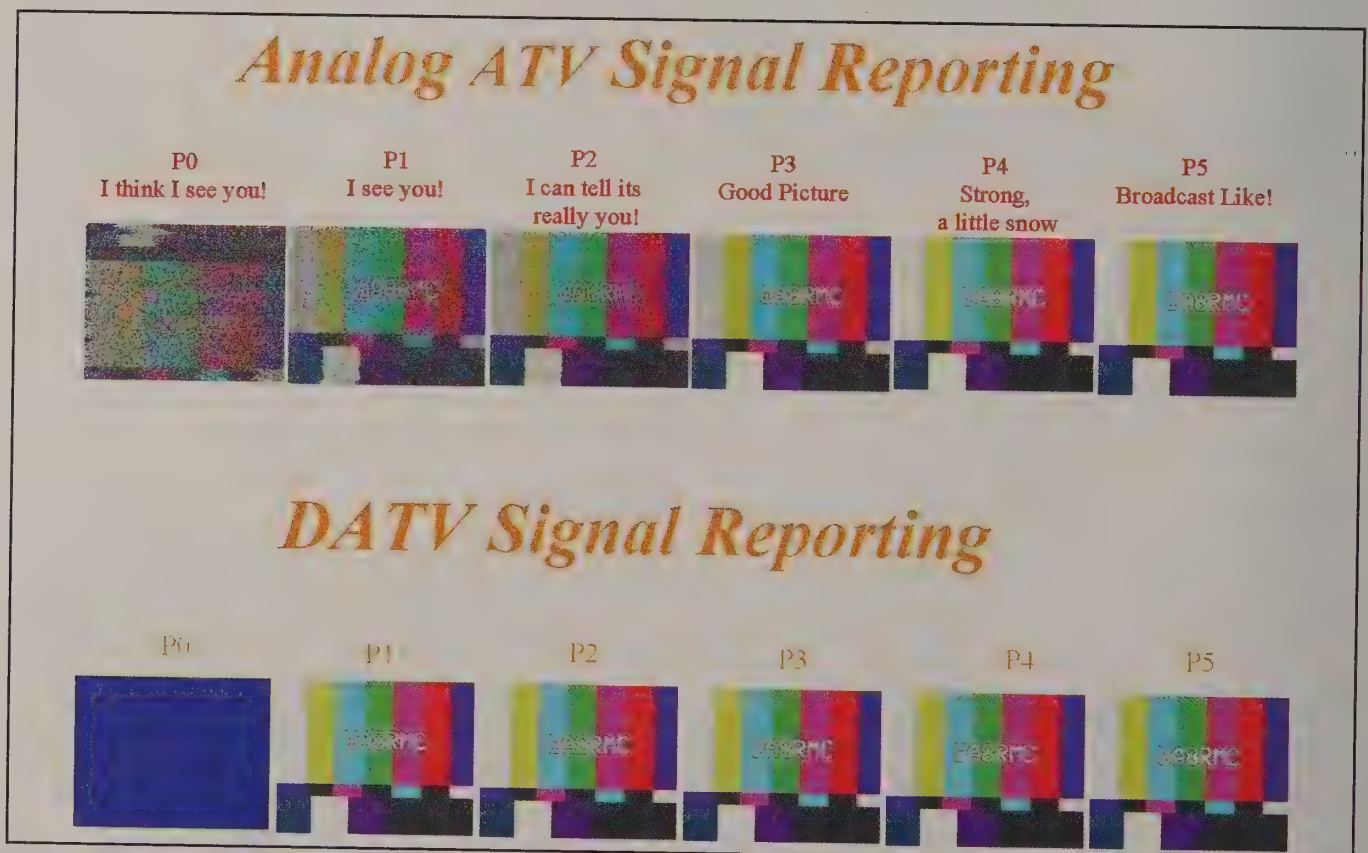 Analog ATV Signal Reporting
P0
I think I see you!
P1
I see you!
P2
I can tell its
really you!
P3
Good Picture
P4
Strong,
a little snow
P5
Broadcast Like!
DATV Signal Reporting
P0
P1
P2
P3
P4
P5